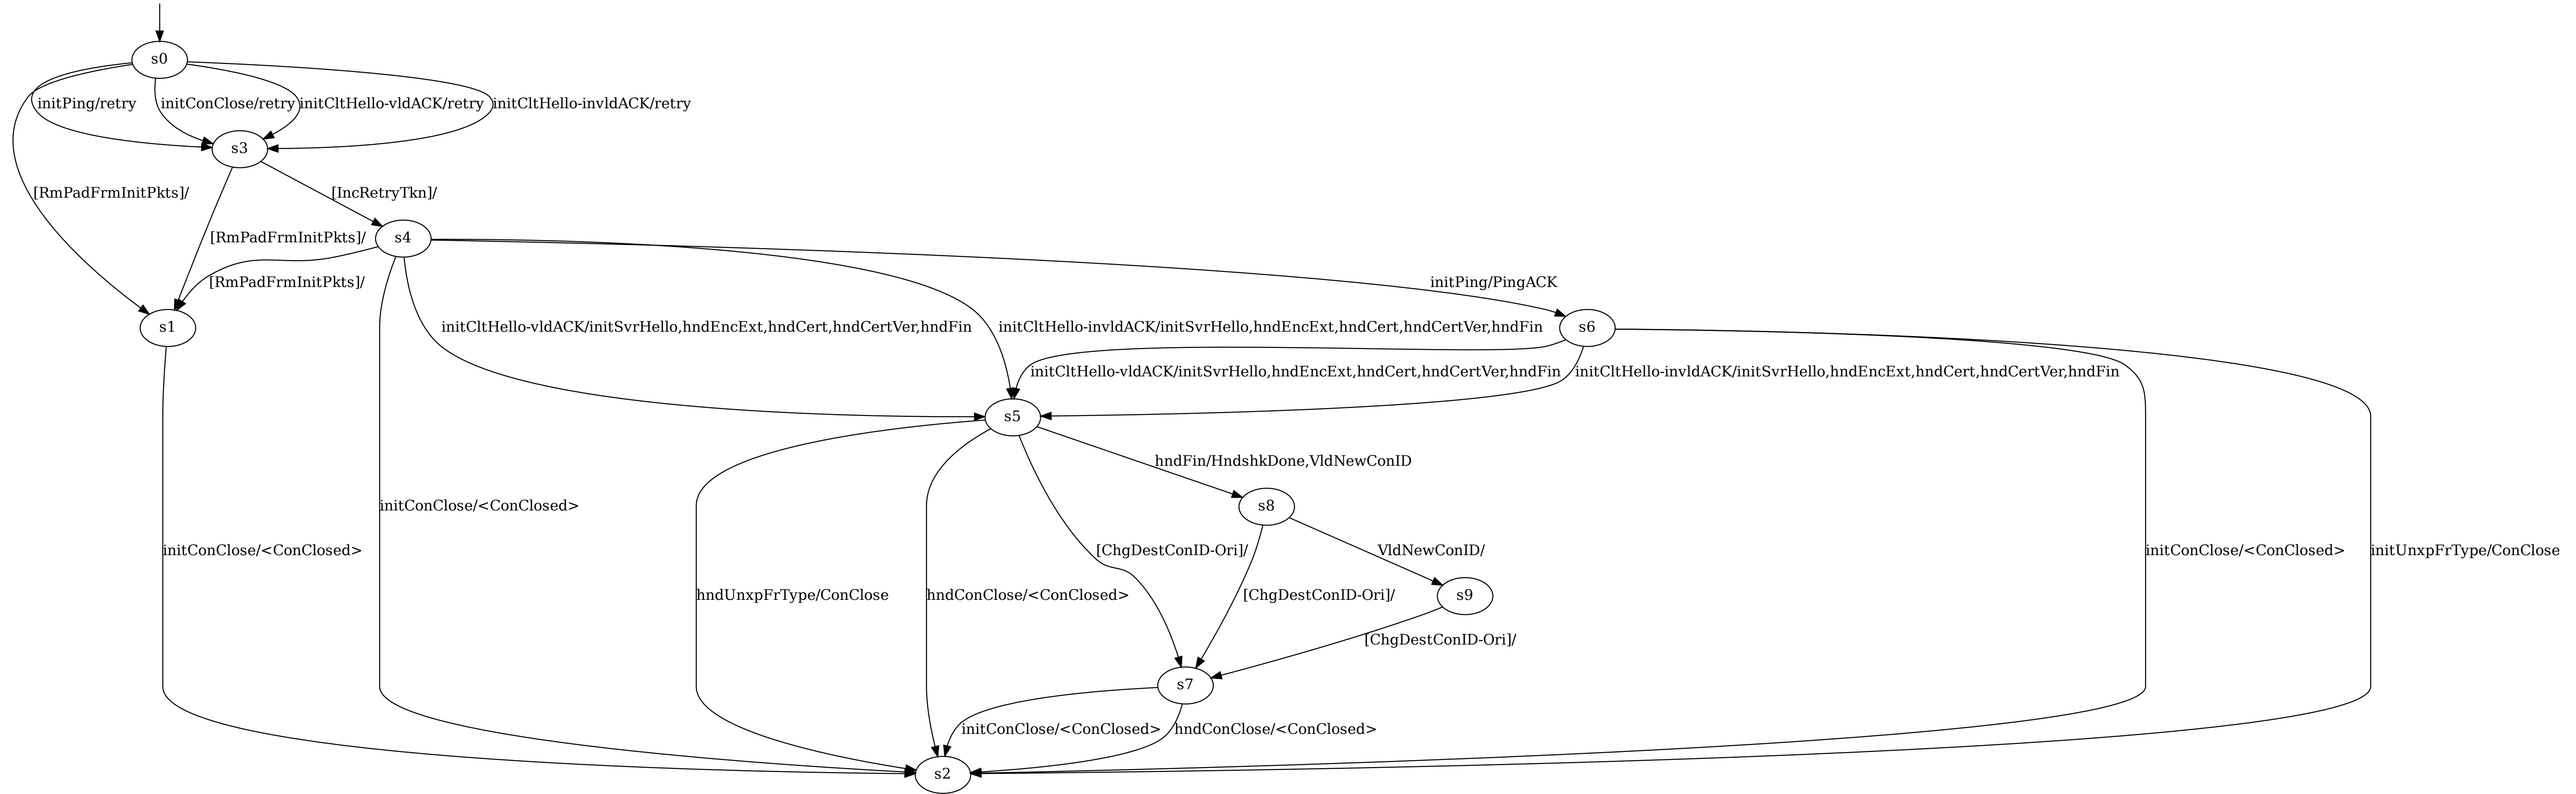 s0
initPing/retry
initConClose/retry
initCltHello-vldACK/retry
initCltHello-invldACK/retry
s3
[RmPadFrmInitPkts]/
[IncRetryTkn]/
[RmPadFrmInitPkts]/
s4
[RmPadFrmInitPkts]/
initPing/PingACK
s1
initCltHello-vldACK/initSvrHello,hndEncExt,hndCert,hndCertVer,hndFin
initCltHello-invldACK/initSvrHello,hndEncExt,hndCert,hndCertVer,hndFin
s6
initCltHello-vldACK/initSvrHello,hndEncExt,hndCert,hndCertVer,hndFin
initCltHello-invldACK/initSvrHello,hndEncExt,hndCert,hndCertVer,hndFin
s5
hndFin/HndshkDone,VldNewConID
initConClose/<ConClosed>
s8
initConClose/<ConClosed>
[ChgDestConID-Ori]/
VldNewConID/
initConClose/<ConClosed>
initUnxpFrType/ConClose
hndUnxpFrType/ConClose
hndConClose/<ConClosed>
[ChgDestConID-Ori]/
s9
[ChgDestConID-Ori]/
s7
initConClose/<ConClosed>
hndConClose/<ConClosed>
s2